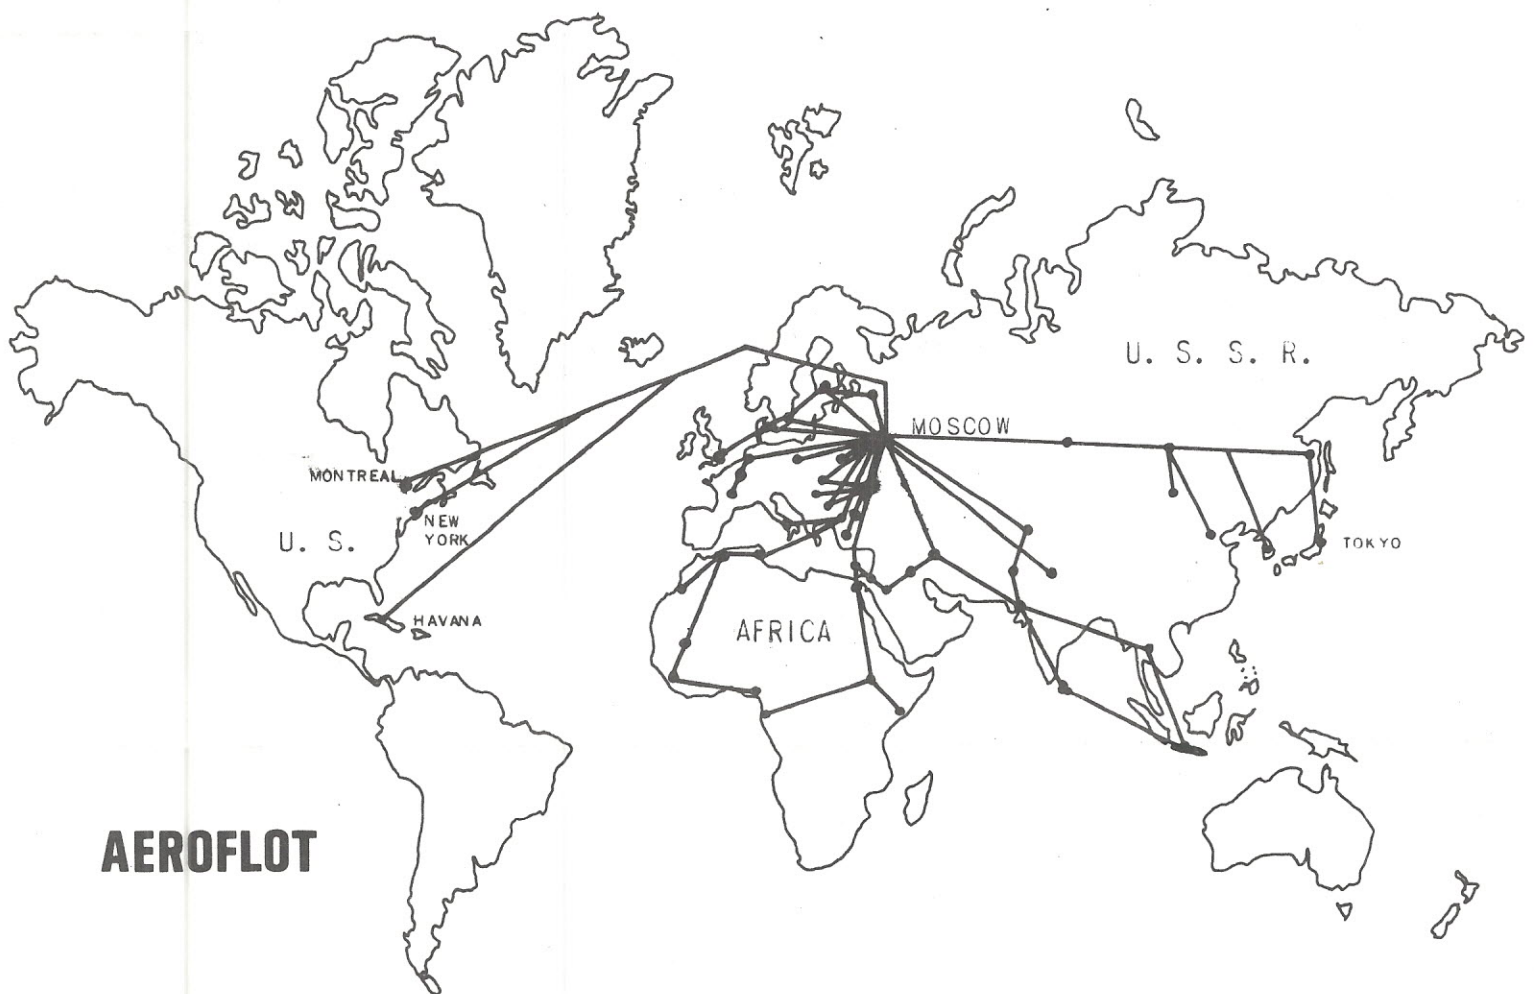 U. S. S. R.
MOSCOW
MONTREAL
NEW
YORK
U. S.
TOKYO
HAVANA
AFRICA
AEROFLOT